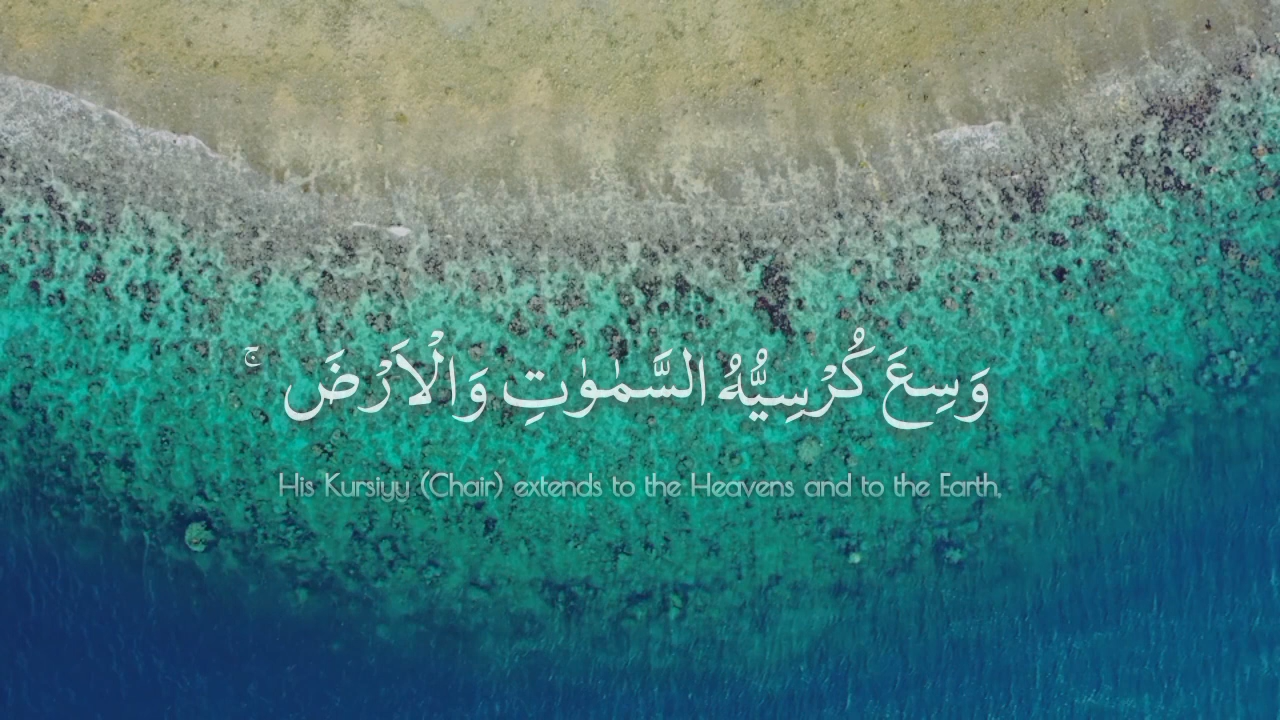 وَسِعَ كُرْسِيُّهُ السَّمٰوٰتِ وَالْاَرْضَ ۚ
His Kursiyy (Chair) extends to the Heavens and to the Earth,